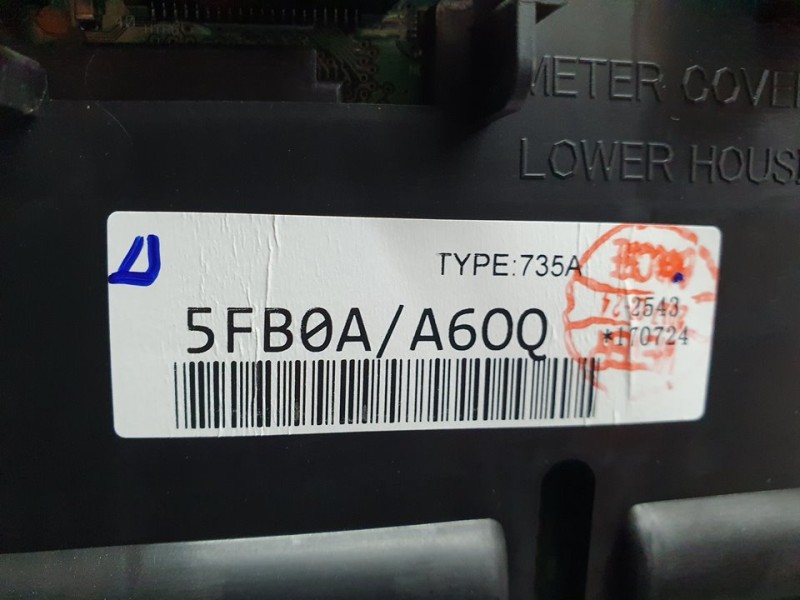 METER COVE
LOWER HOUS
TYPE:735A
5FB0A/A60Q
-2543
*170724